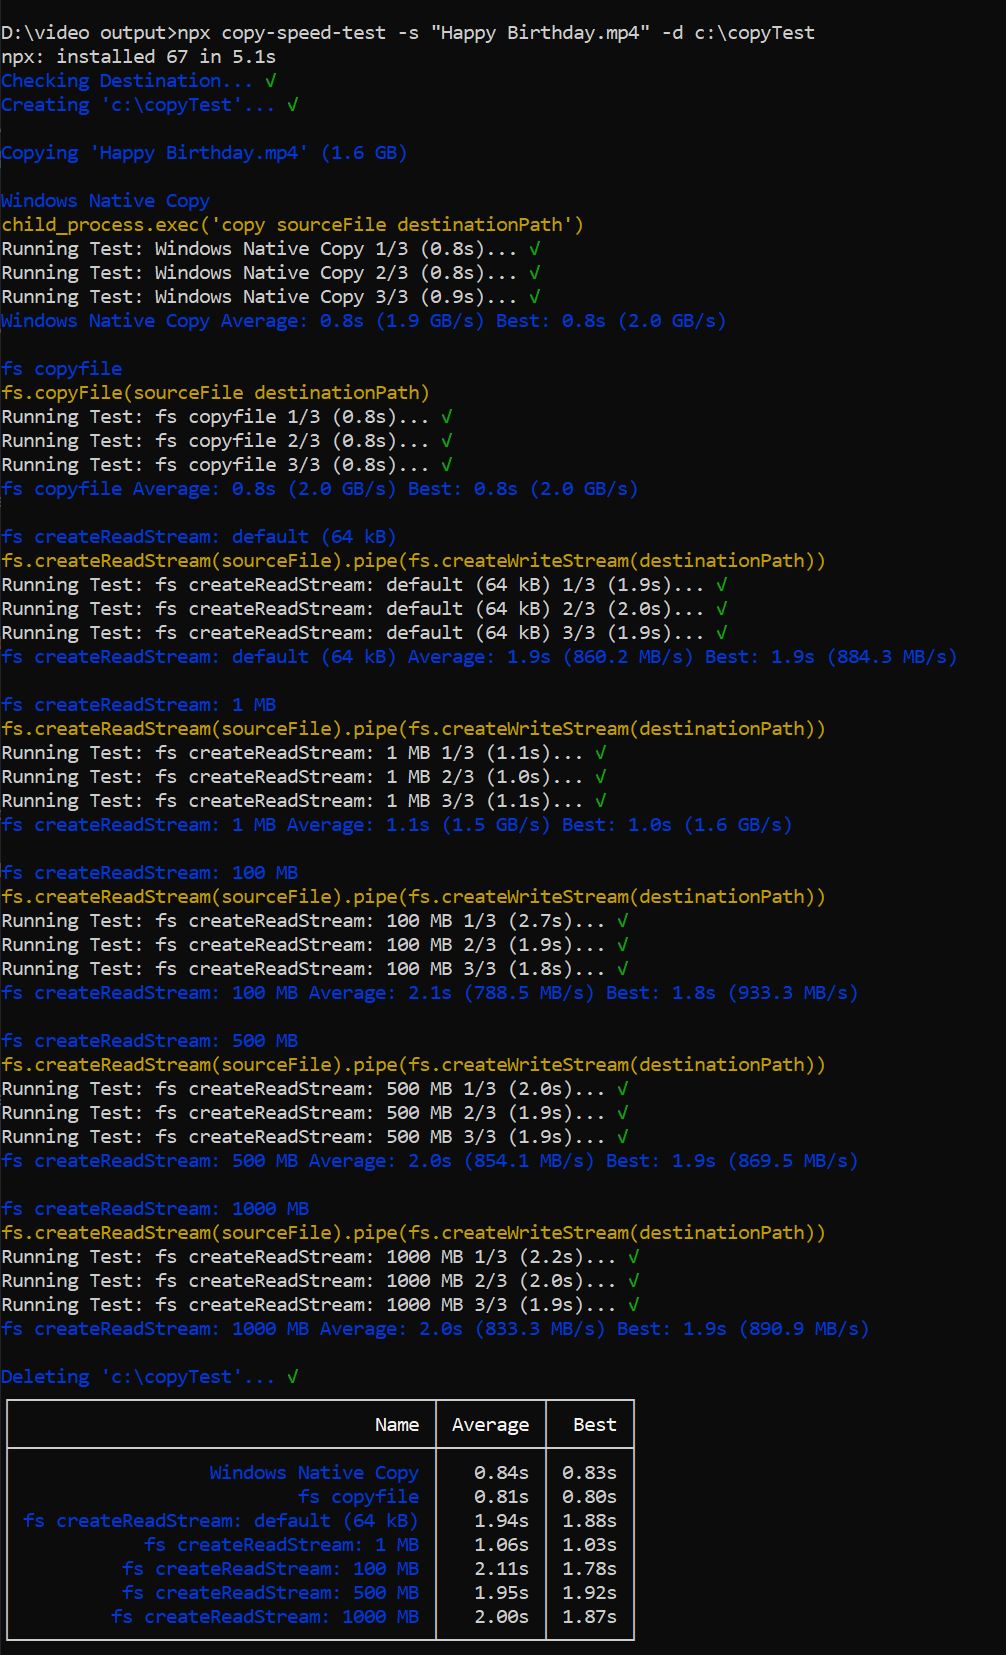 D:\video output>npx copy-speed-test -s "Happy Birthday.mp4" -d c:\copyTest
npx: installed 67 in 5.1s
Checking Destination... √
Creating 'c:\copyTest'... √
Copying 'Happy Birthday.mp4' (1.6 GB)
Windows Native Copy
child_process.exec('copy sourceFile destinationPath')
Running Test: Windows Native Copy 1/3 (0.8s)... √
Running Test: Windows Native Copy 2/3 (0.8s)... √
Running Test: Windows Native Copy 3/3 (0.9s)... √
Windows Native Copy Average: 0.8s (1.9 GB/s) Best: 0.8s (2.0 GB/s)
fs copyfile
fs.copyFile(sourceFile destinationPath)
Running Test: fs copyfile 1/3 (0.8s)... √
Running Test: fs copyfile 2/3 (0.8s)... √
Running Test: fs copyfile 3/3 (0.8s)... √
fs copyfile Average: 0.8s (2.0 GB/s) Best: 0.8s (2.0 GB/s)
fs createReadStream: default (64 kB)
fs.createReadStream(sourceFile).pipe(fs.createWriteStream(destinationPath))
Running Test: fs createReadStream: default (64 kB) 1/3 (1.9s)... √
Running Test: fs createReadStream: default (64 kB) 2/3 (2.0s)... √
Running Test: fs createReadStream: default (64 kB) 3/3 (1.9s)... √
fs createReadStream: default (64 kB) Average: 1.9s (860.2 MB/s) Best: 1.9s (884.3 MB/s)
fs createReadStream: 1 MB
fs.createReadStream(sourceFile).pipe(fs.createWriteStream(destinationPath))
Running Test: fs createReadStream: 1 MB 1/3 (1.1s)... √
Running Test: fs createReadStream: 1 MB 2/3 (1.0s)... √
Running Test: fs createReadStream: 1 MB 3/3 (1.1s)... √
fs createReadStream: 1 MB Average: 1.1s (1.5 GB/s) Best: 1.0s (1.6 GB/s)
fs createReadStream: 100 MB
fs.createReadStream(sourceFile).pipe(fs.createWriteStream(destinationPath))
Running Test: fs createReadStream: 100 MB 1/3 (2.7s)... √
Running Test: fs createReadStream: 100 MB 2/3 (1.9s)... √
Running Test: fs createReadStream: 100 MB 3/3 (1.8s)... √
fs createReadStream: 100 MB Average: 2.1s (788.5 MB/s) Best: 1.8s (933.3 MB/s)
fs createReadStream: 500 MB
fs.createReadStream(sourceFile).pipe(fs.createWriteStream(destinationPath))
Running Test: fs createReadStream: 500 MB 1/3 (2.0s)... √
Running Test: fs createReadStream: 500 MB 2/3 (1.9s)... √
Running Test: fs createReadStream: 500 MB 3/3 (1.9s)... √
fs createReadStream: 500 MB Average: 2.0s (854.1 MB/s) Best: 1.9s (869.5 MB/s)
fs createReadStream: 1000 MB
fs.createReadStream(sourceFile).pipe(fs.createWriteStream(destinationPath))
Running Test: fs createReadStream: 1000 MB 1/3 (2.2s)... √
Running Test: fs createReadStream: 1000 MB 2/3 (2.0s)... √
Running Test: fs createReadStream: 1000 MB 3/3 (1.9s)... √
fs createReadStream: 1000 MB Average: 2.0s (833.3 MB/s) Best: 1.9s (890.9 MB/s)
Deleting 'c:\copyTest'... √
Name Average Best
Windows Native Copy 0.84s 0.83s
fs copyfile 0.81s 0.80s
fs createReadStream: default (64 kB) 1.94s 1.88s
fs createReadStream: 1 MB 1.06s 1.03s
fs createReadStream: 100 MB 2.11s 1.78s
fs createReadStream: 500 MB 1.95s 1.92s
fs createReadStream: 1000 MB 2.00s 1.87s